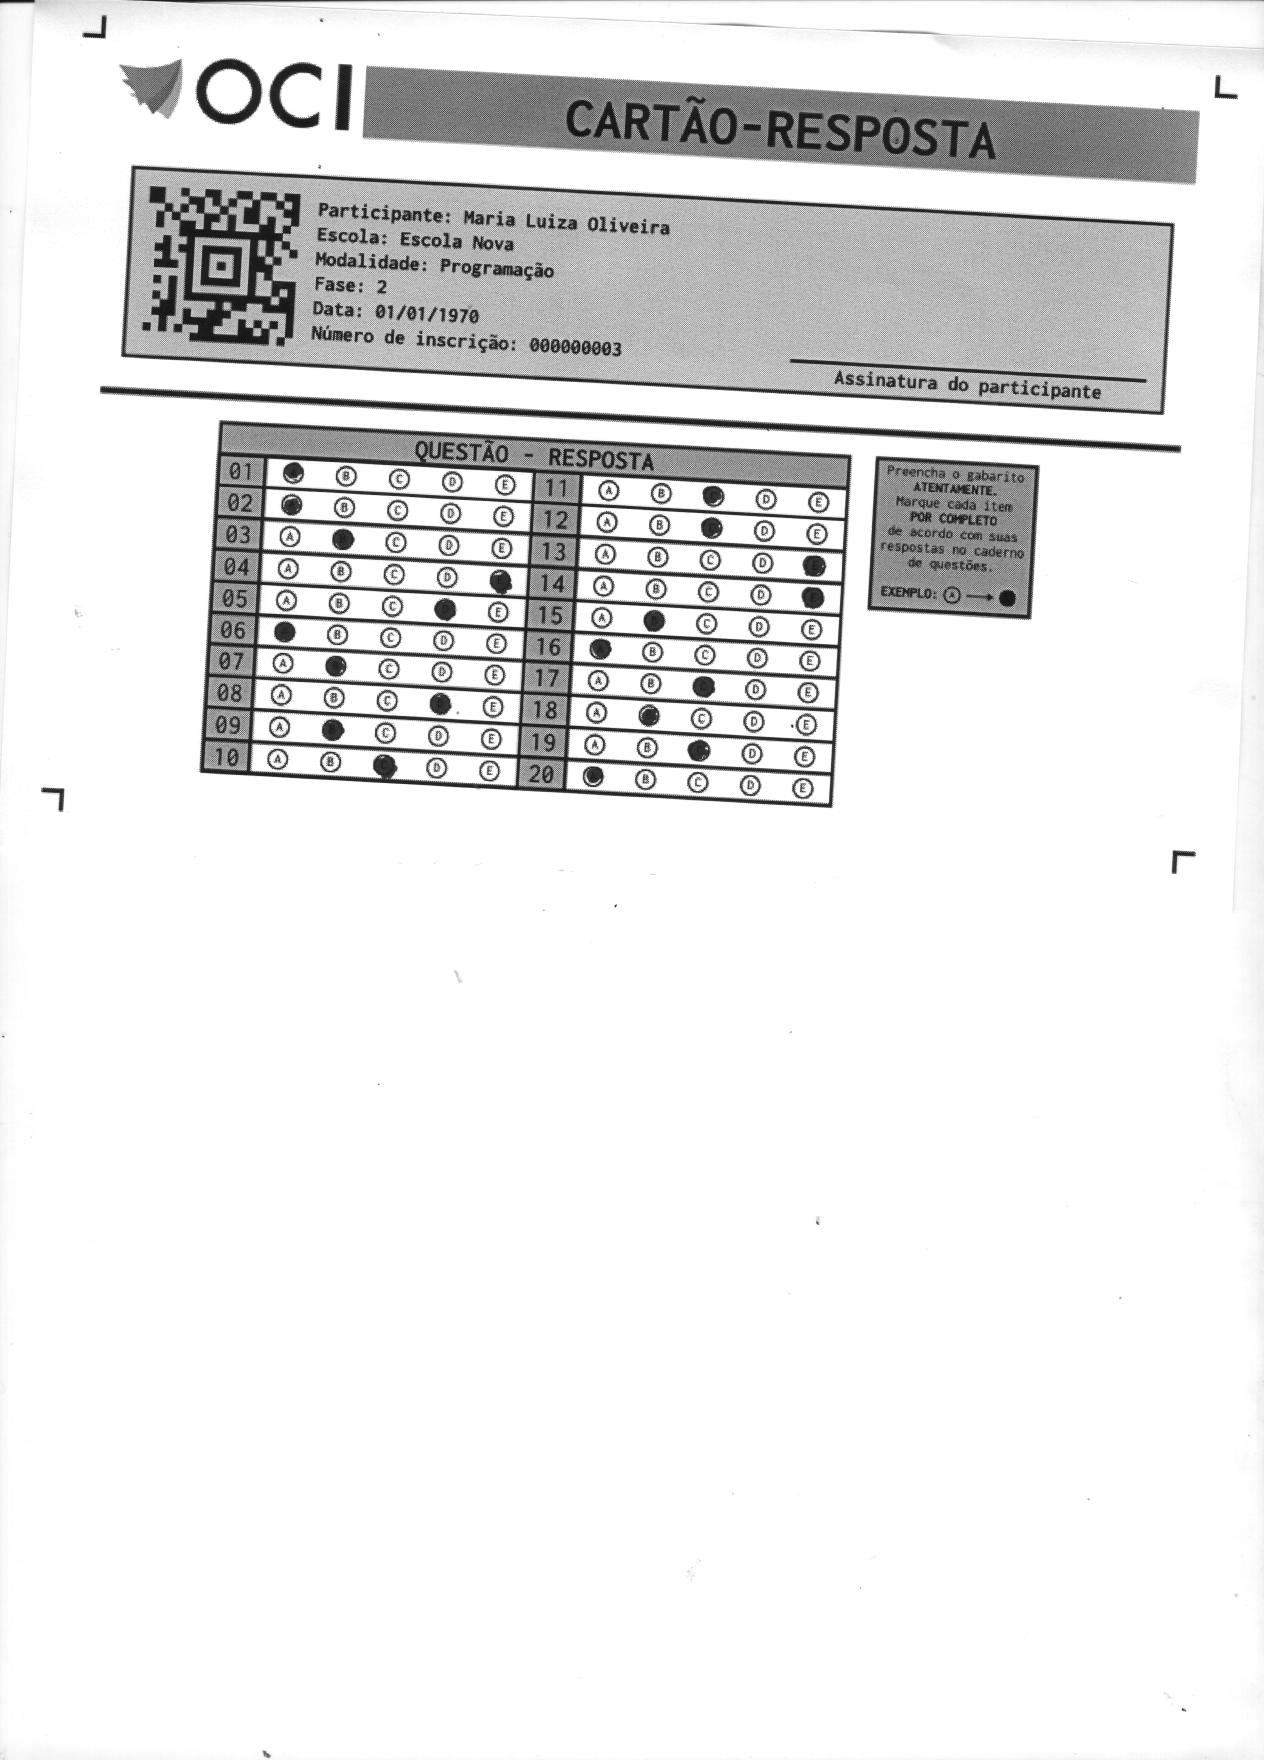 OCI
CARTÃO-RESPOSTA
Participante: Maria Luiza Oliveira
Escola: Escola Nova
Modalidade: Programação
Fase: 2
Data: 01/01/1970
Número de inscrição: 000000003
Assinatura do participante
QUESTÃO - RESPOSTA
01 A B C D E
02 B C D E
03 A C D E
04 A B C D
05 A B C E
06 B C D E
07 A C D E
08 A B C E
09 A C D E
10 A B C D E
11 A B D E
12 A B D E
13 A B C D
14 A B C D
15 A C D E
16 B C D E
17 A B D E
18 A C D E
19 A B D E
20 A B C D E
Preencha o gabarito
ATENTAMENTE.
Marque cada item
POR COMPLETO
de acordo com suas
respostas no caderno
de questões.
EXEMPLO: A